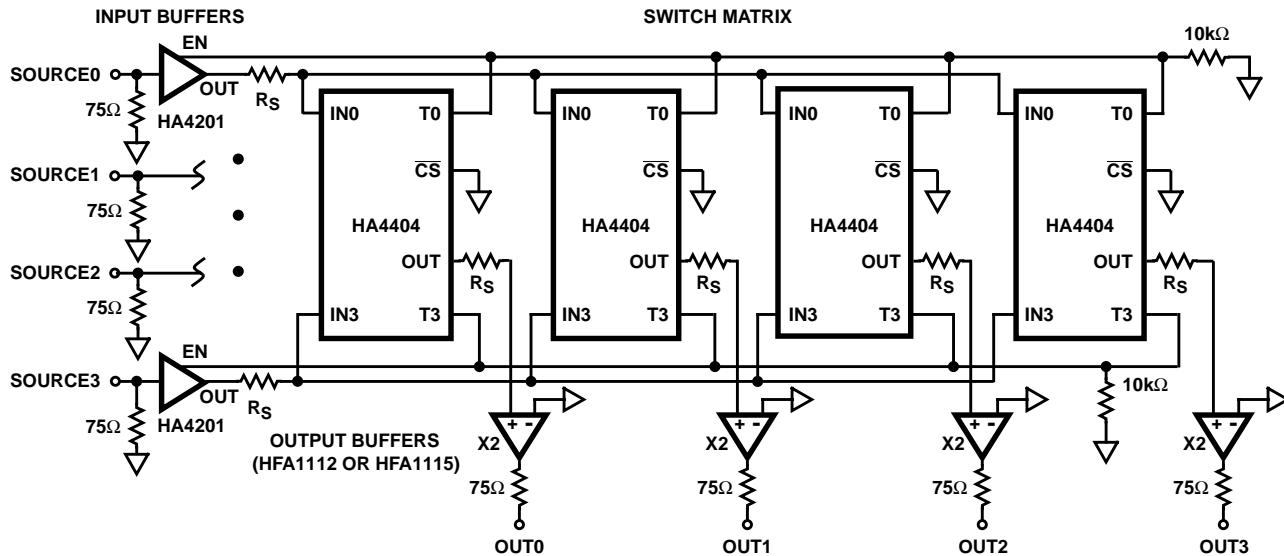 INPUT BUFFERS
SWITCH MATRIX
EN
10kΩ
SOURCE0
OUT
RS
75Ω
HA4201
IN0 T0
IN0 T0
IN0 T0
IN0 T0
SOURCE1
CS
CS
CS
CS
75Ω
HA4404
HA4404
HA4404
HA4404
SOURCE2
OUT
RS
OUT
RS
OUT
RS
OUT
RS
75Ω
IN3 T3
IN3 T3
IN3 T3
IN3 T3
EN
SOURCE3
OUT
RS
10kΩ
75Ω
HA4201
OUTPUT BUFFERS
(HFA1112 OR HFA1115)
X2 + -
X2 + -
X2 + -
X2 + -
75Ω
75Ω
75Ω
75Ω
OUT0
OUT1
OUT2
OUT3